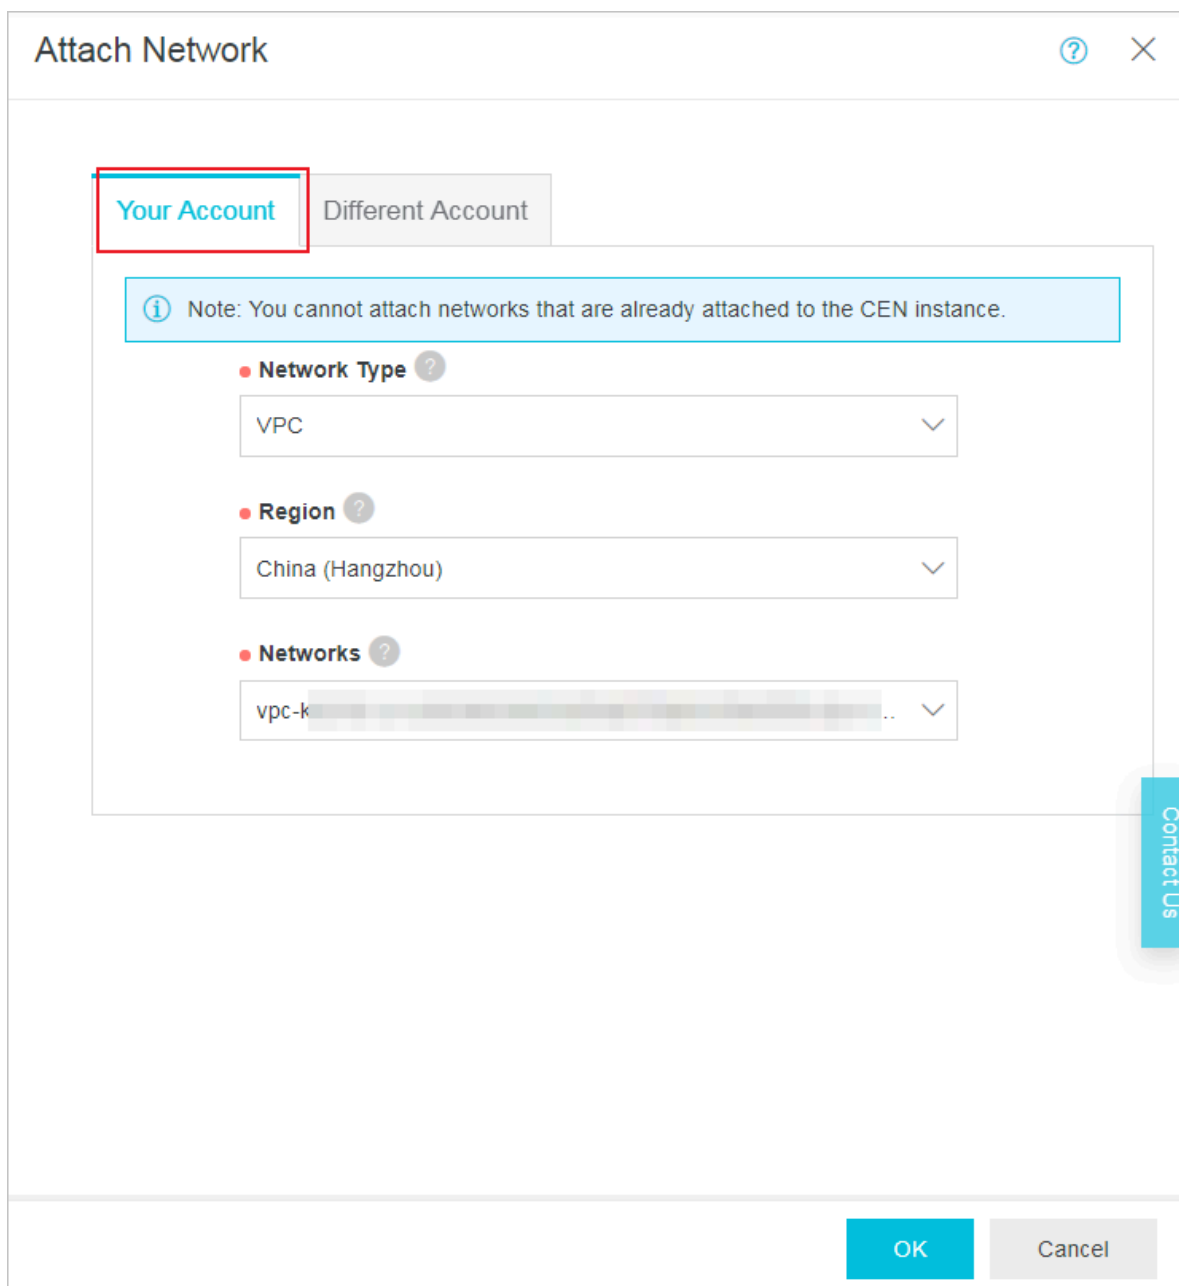 Attach Network
Your Account
Different Account
Note: You cannot attach networks that are already attached to the CEN instance.
Network Type
VPC
Region
China (Hangzhou)
Networks
vpc-k
Contact Us
OK
Cancel